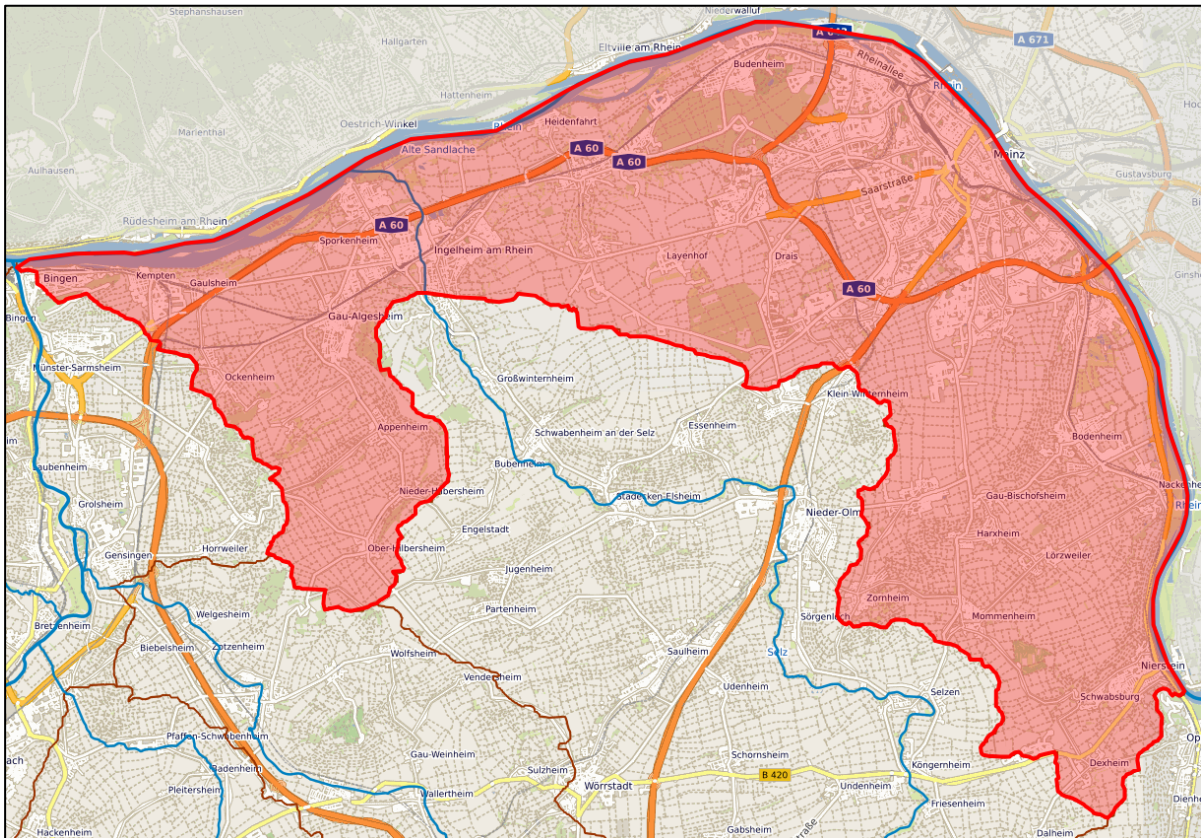 Stephanshausen
Niederwalluf
Hallgarten
Eltville am Rhein
A 643
A 671
Rheinallee
Budenheim
Hattenheim
Rhein
Oestrich-Winkel
Rhein
Heidenfahrt
Marienthal
Alte Sandlache
A 60
A 60
Mainz
Aulhausen
Gustavsburg
Saarstraße
Rüdesheim am Rhein
A 60
Sporkenheim
Ingelheim am Rhein
Layenhof
Drais
Bingen
Kempten
Gaulsheim
A 60
Bingen
Gau-Algesheim
Münster-Sarmsheim
Ockenheim
Großwinternheim
Klein-Winternheim
Appenheim
Schwabenheim an der Selz
Essenheim
Bodenheim
Laubenheim
Bubenheim
Nackenheim
Grolsheim
Nieder-Hilbersheim
Stadecken-Elsheim
Gau-Bischofsheim
Rhein
Nieder-Olm
Engelstadt
Harxheim
Gensingen
Horrweiler
Ober-Hilbersheim
Lörzweiler
Jugenheim
Zornheim
Welgesheim
Partenheim
Sörgenloch
Mommenheim
Bretzenheim
Biebelsheim
Zotzenheim
Wolfsheim
Saulheim
Selz
Nierstein
Vendersheim
Udenheim
Selzen
Schwabsburg
Pfaffen-Schwabenheim
Gau-Weinheim
Schornsheim
Badenheim
Sulzheim
Köngernheim
Dexheim
B 420
Pleitersheim
Wallertheim
Wörrstadt
Undenheim
Friesenheim
Hackenheim
Gabsheim
Dalheim